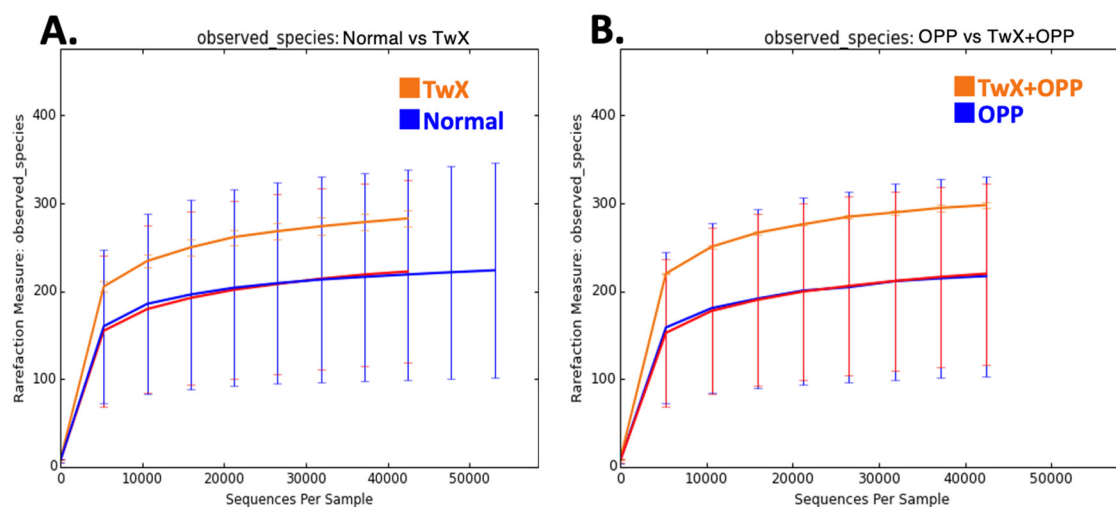 A.
observed_species: Normal vs TwX
TwX
Normal
Rarefaction Measure: observed_species
400
300
200
100
0
0 10000 20000 30000 40000 50000
Sequences Per Sample
B.
observed_species: OPP vs TwX+OPP
TwX+OPP
OPP
Rarefaction Measure: observed_species
400
300
200
100
0
0 10000 20000 30000 40000 50000
Sequences Per Sample